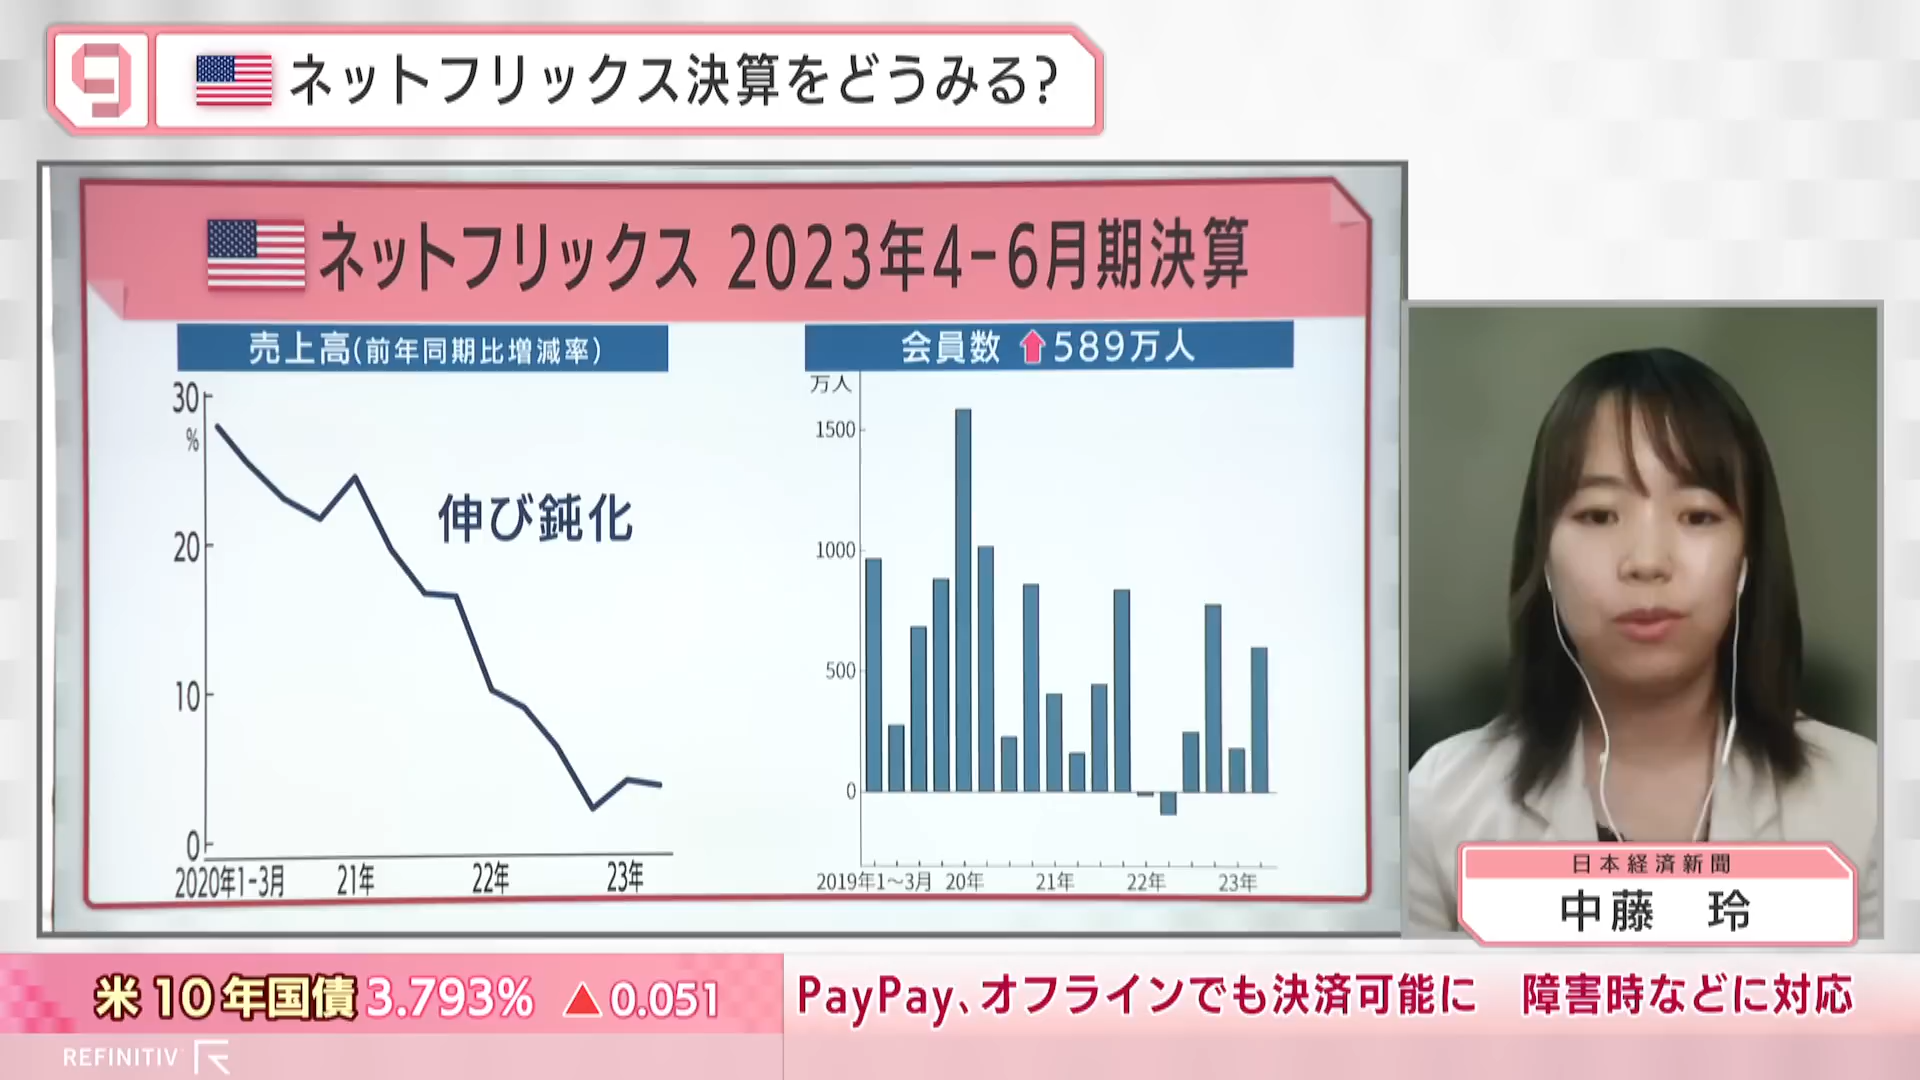 9
ネットフリックス決算をどうみる?
ネットフリックス 2023年4-6月期決算
売上高(前年同期比増減率)
30
%
20
10
0
2020年1-3月 21年 22年 23年
伸び鈍化
会員数 589万人
万人
1500
1000
500
0
2019年1~3月 20年 21年 22年 23年
日本経済新聞
中藤 玲
米10年国債 3.793% ▲0.051
PayPay、オフラインでも決済可能に 障害時などに対応
REFINITIV